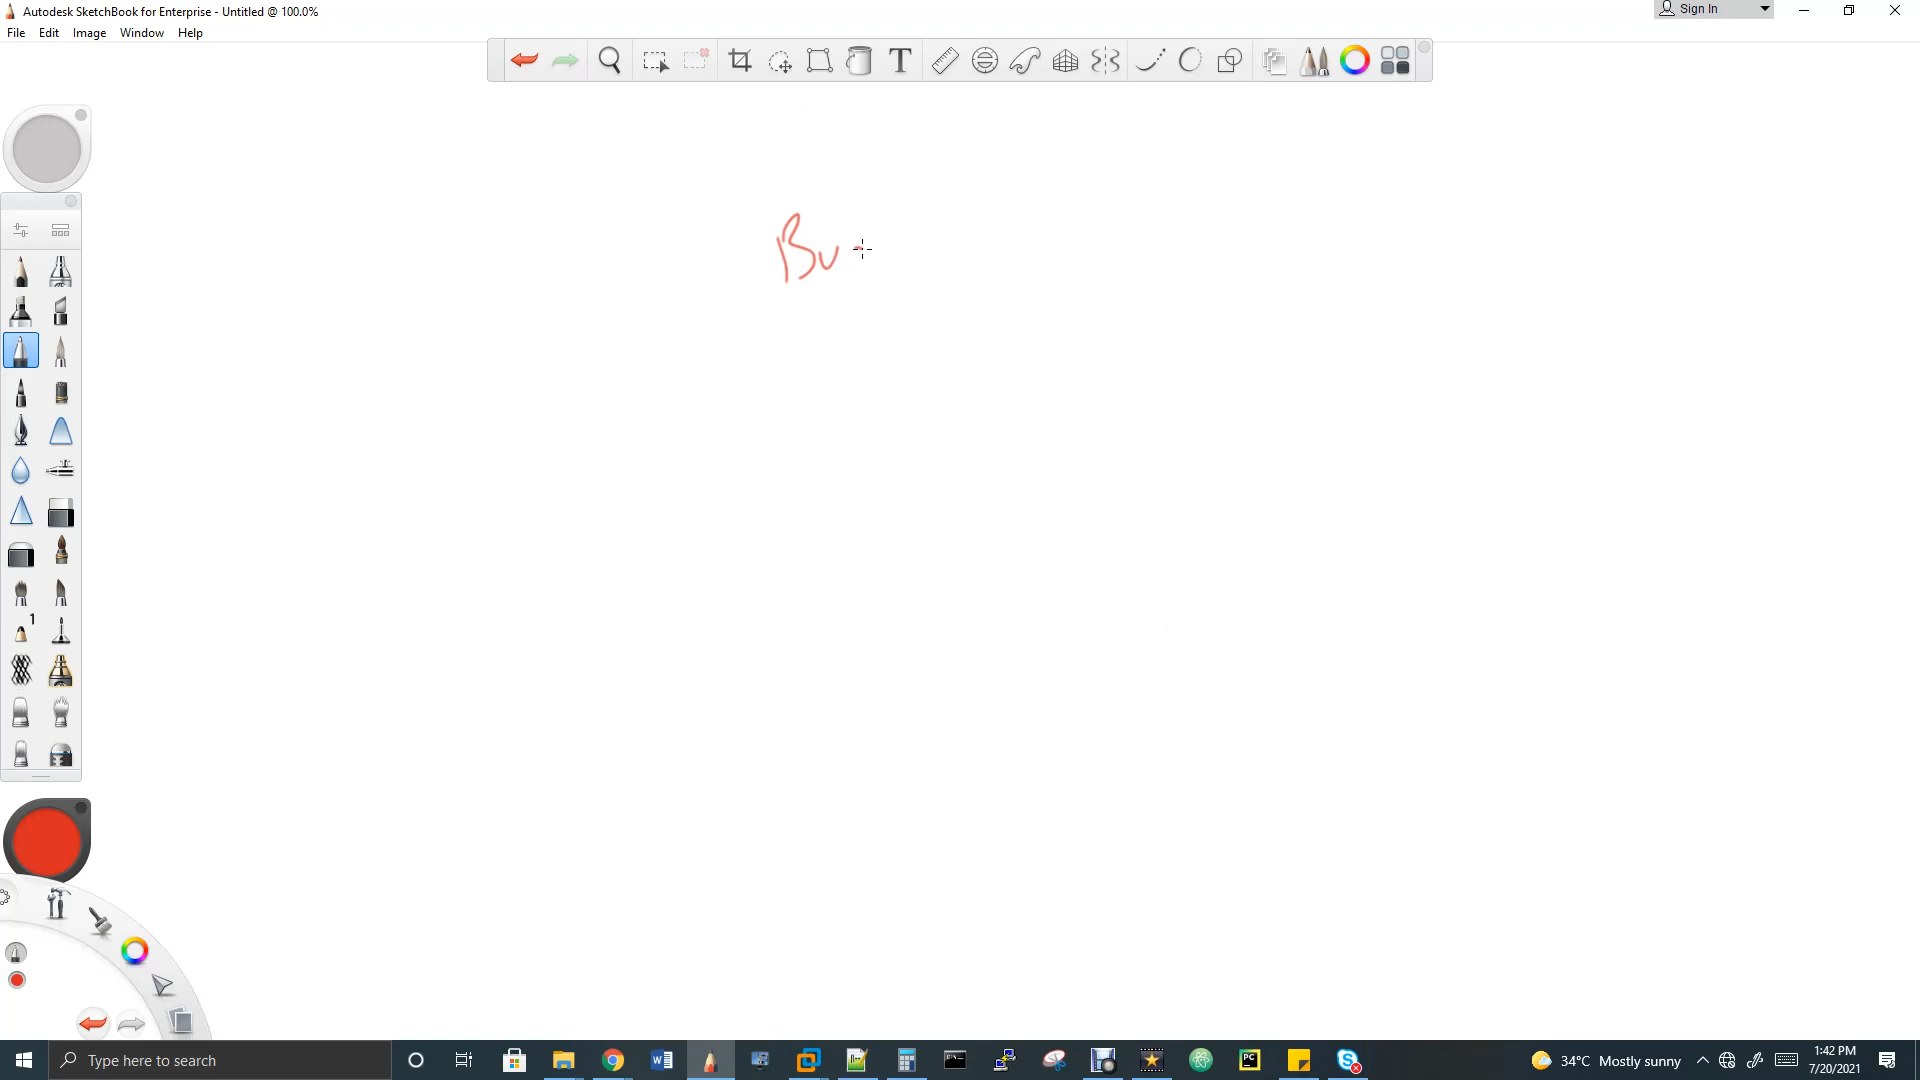 Autodesk SketchBook for Enterprise - Untitled @ 100.0%
Sign In
File Edit Image Window Help
T
Bu
1
Type here to search
34°C Mostly sunny
1:42 PM
7/20/2021